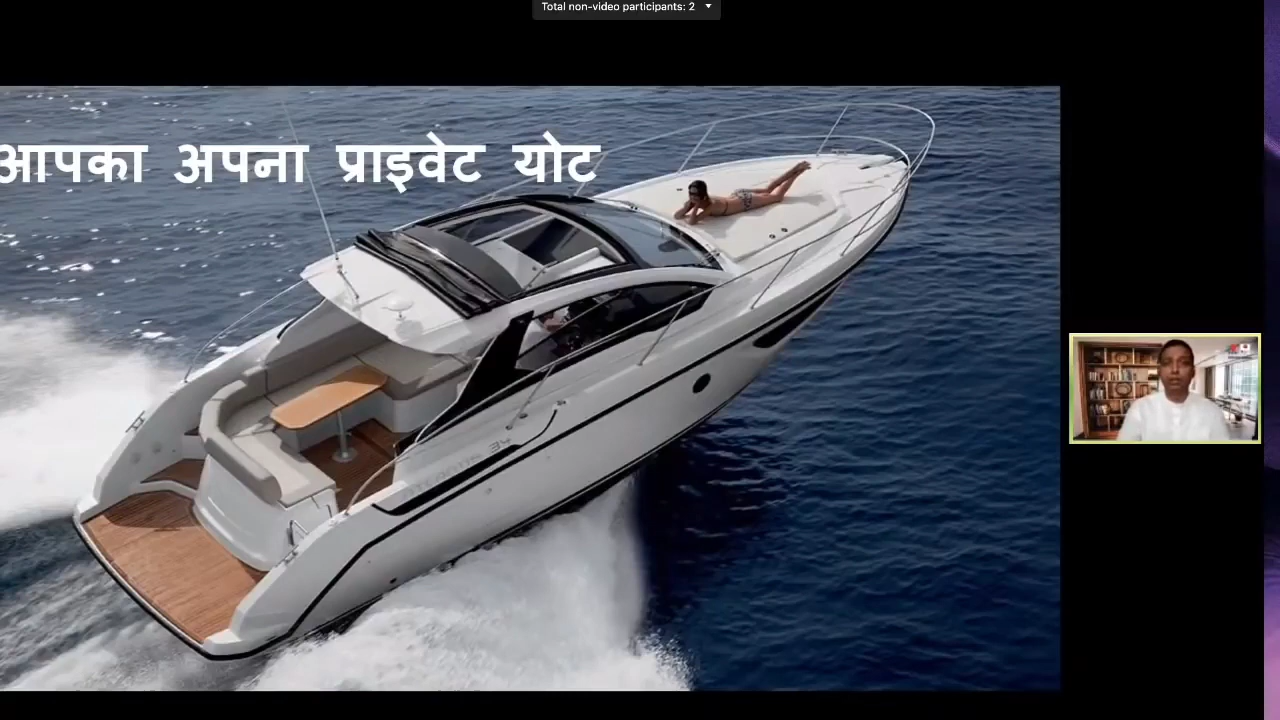 Total non-video participants: 2
आपका अपना प्राइवेट योट